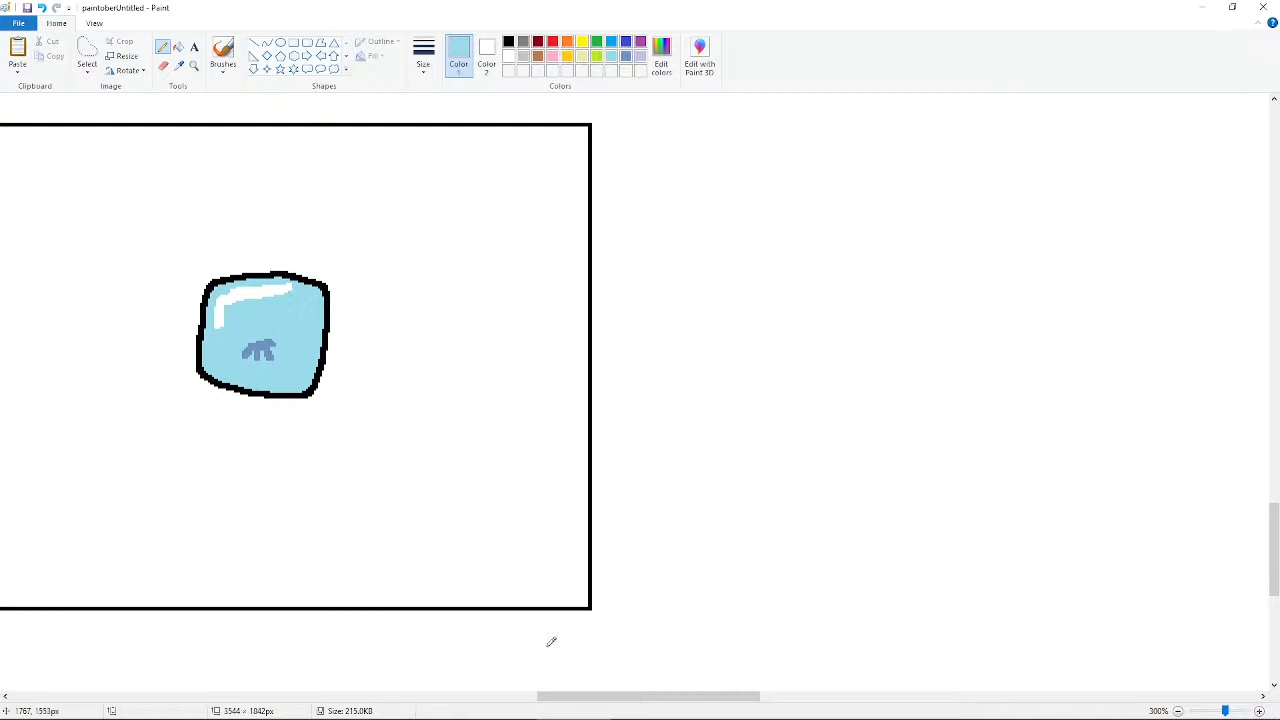 pantoberUntitled - Paint
File Home View
Paste Cut Copy
Clipboard
Select Crop Resize Rotate
Image
Tools
Brushes
Outline Fill
Shapes
Size
Color 1
Color 2
Edit colors
Colors
Edit with Paint 3D
1767, 1553px 3544 × 1842px Size: 215.0KB 300%